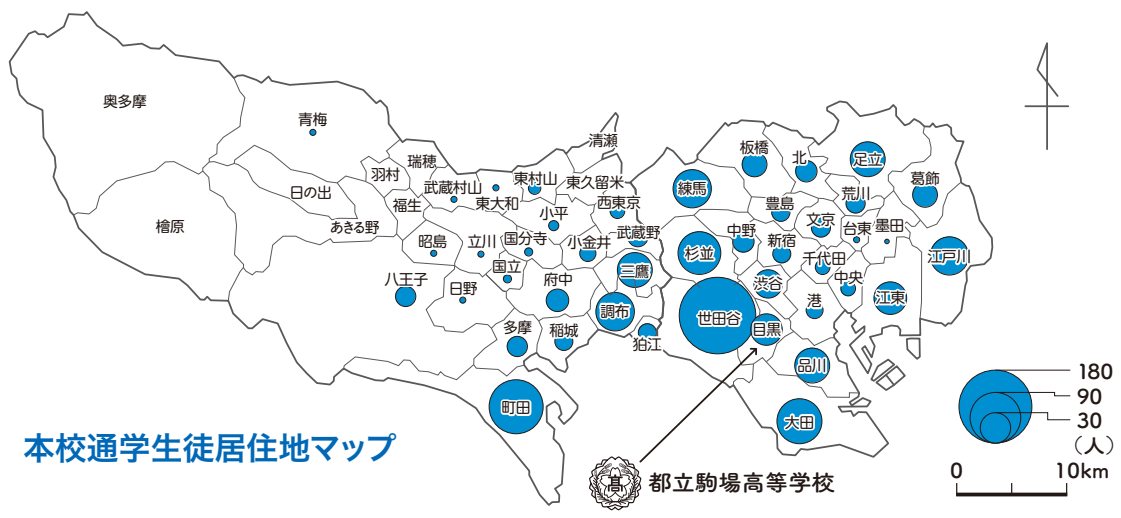 奥多摩
青梅
清瀬
瑞穂
羽村
武蔵村山
東村山
東久留米
日の出
福生
東大和
西東京
檜原
あきる野
小平
昭島
立川
国分寺
小金井
武蔵野
国立
三鷹
八王子
日野
府中
調布
多摩
稲城
狛江
町田
板橋
北
足立
練馬
荒川
葛飾
豊島
文京
台東
墨田
中野
新宿
杉並
千代田
江戸川
渋谷
中央
世田谷
港
江東
目黒
品川
大田
180
90
30
(人)
0 10km
本校通学生徒居住地マップ
高
都立駒場高等学校